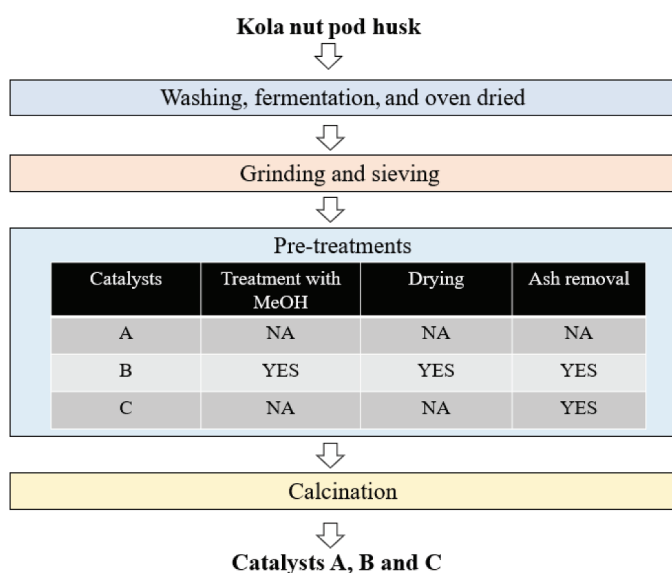 Kola nut pod husk
Washing, fermentation, and oven dried
Grinding and sieving
Pre-treatments
Catalysts Treatment with MeOH Drying Ash removal
A NA NA NA
B YES YES YES
C NA NA YES
Calcination
Catalysts A, B and C